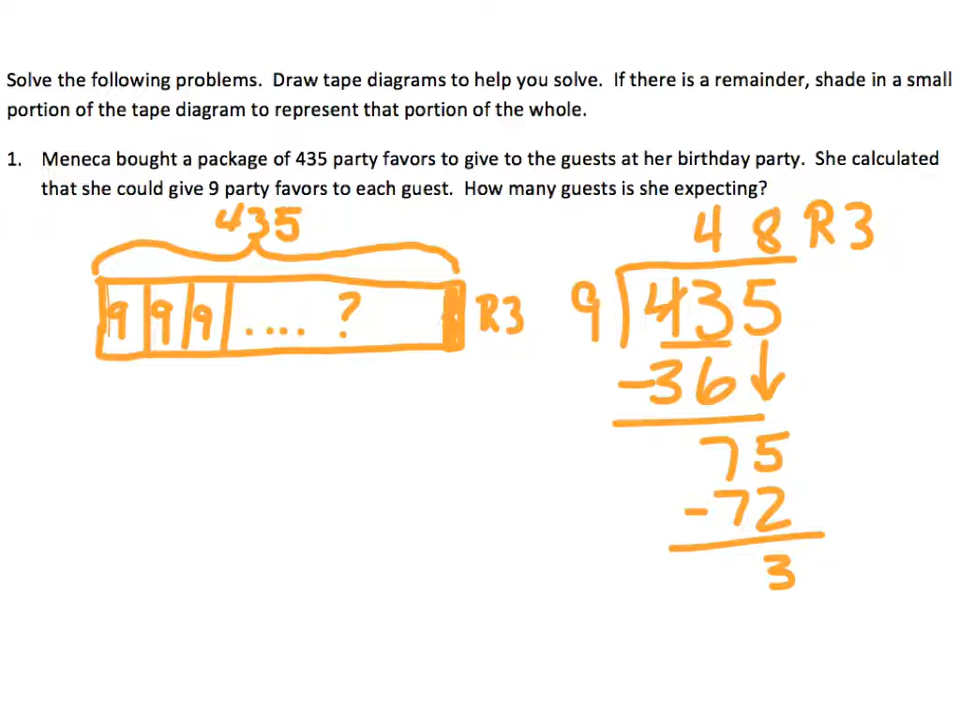 Solve the following problems. Draw tape diagrams to help you solve. If there is a remainder, shade in a small
portion of the tape diagram to represent that portion of the whole.
1. Meneca bought a package of 435 party favors to give to the guests at her birthday party. She calculated
that she could give 9 party favors to each guest. How many guests is she expecting?
435
9 9 9 .... ? R3
48 R3
9 435
-36
75
-72
3